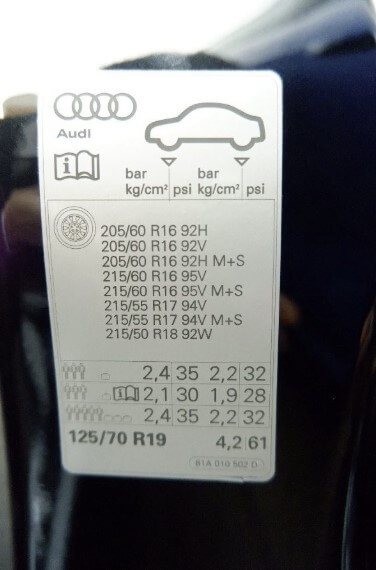 Audi
bar bar
kg/cm² psi kg/cm² psi
205/60 R16 92H
205/60 R16 92V
205/60 R16 92H M+S
215/60 R16 95V
215/60 R16 95V M+S
215/55 R17 94V
215/55 R17 94V M+S
215/50 R18 92W
2,4 35 2,2 32
2,1 30 1,9 28
2,4 35 2,2 32
125/70 R19 4,2 61
81A 010 502 D